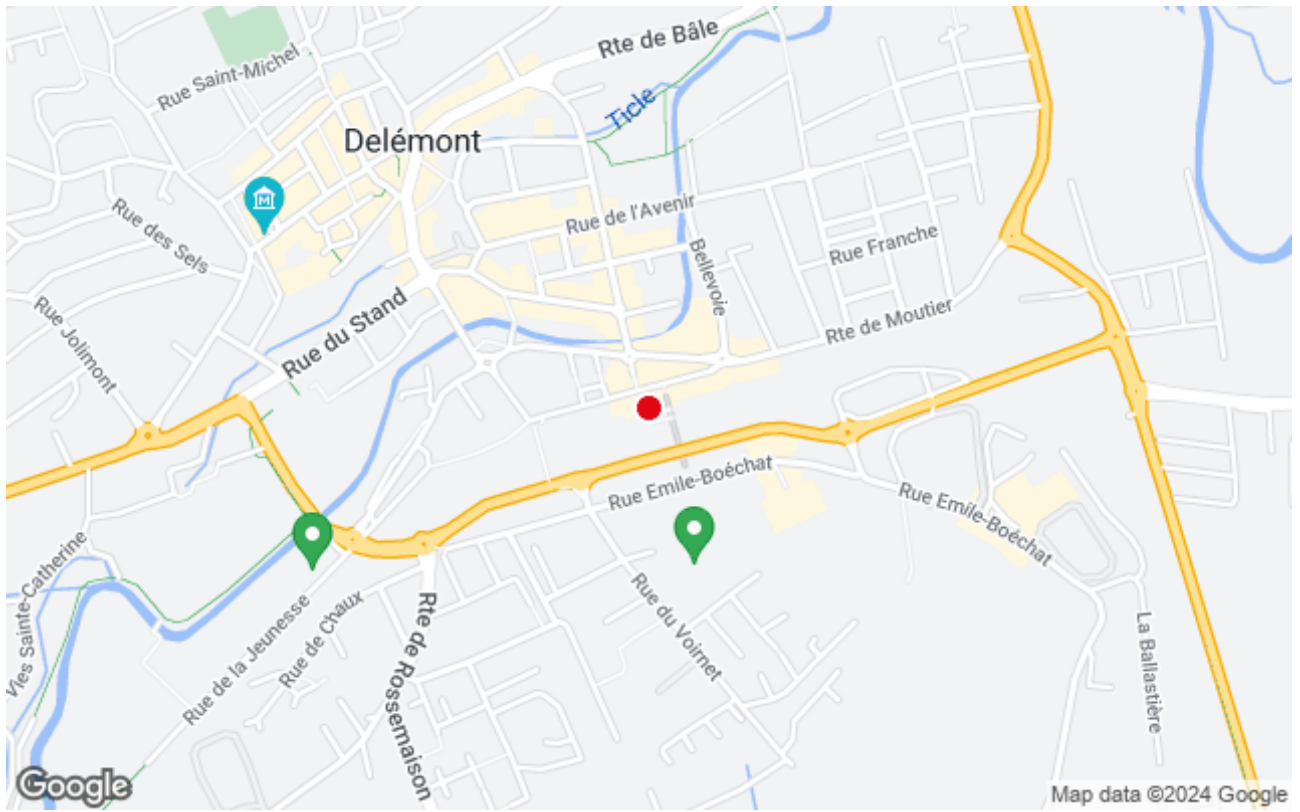 Rte de Bâle
Rue Saint-Michel
Ticle
Delémont
M
Rue de l'Avenir
Rue des Sels
Bellevoie
Rue Franche
Rue du Stand
Rue Jolimont
Rte de Moutier
Rue Emile-Boéchat
Rue Emile-Boéchat
Vies Sainte-Catherine
Rue de la Jeunesse
Rue de Chaux
Rte de Rossemaison
Rue du Voirnet
La Ballastière
Google
Map data ©2024 Google